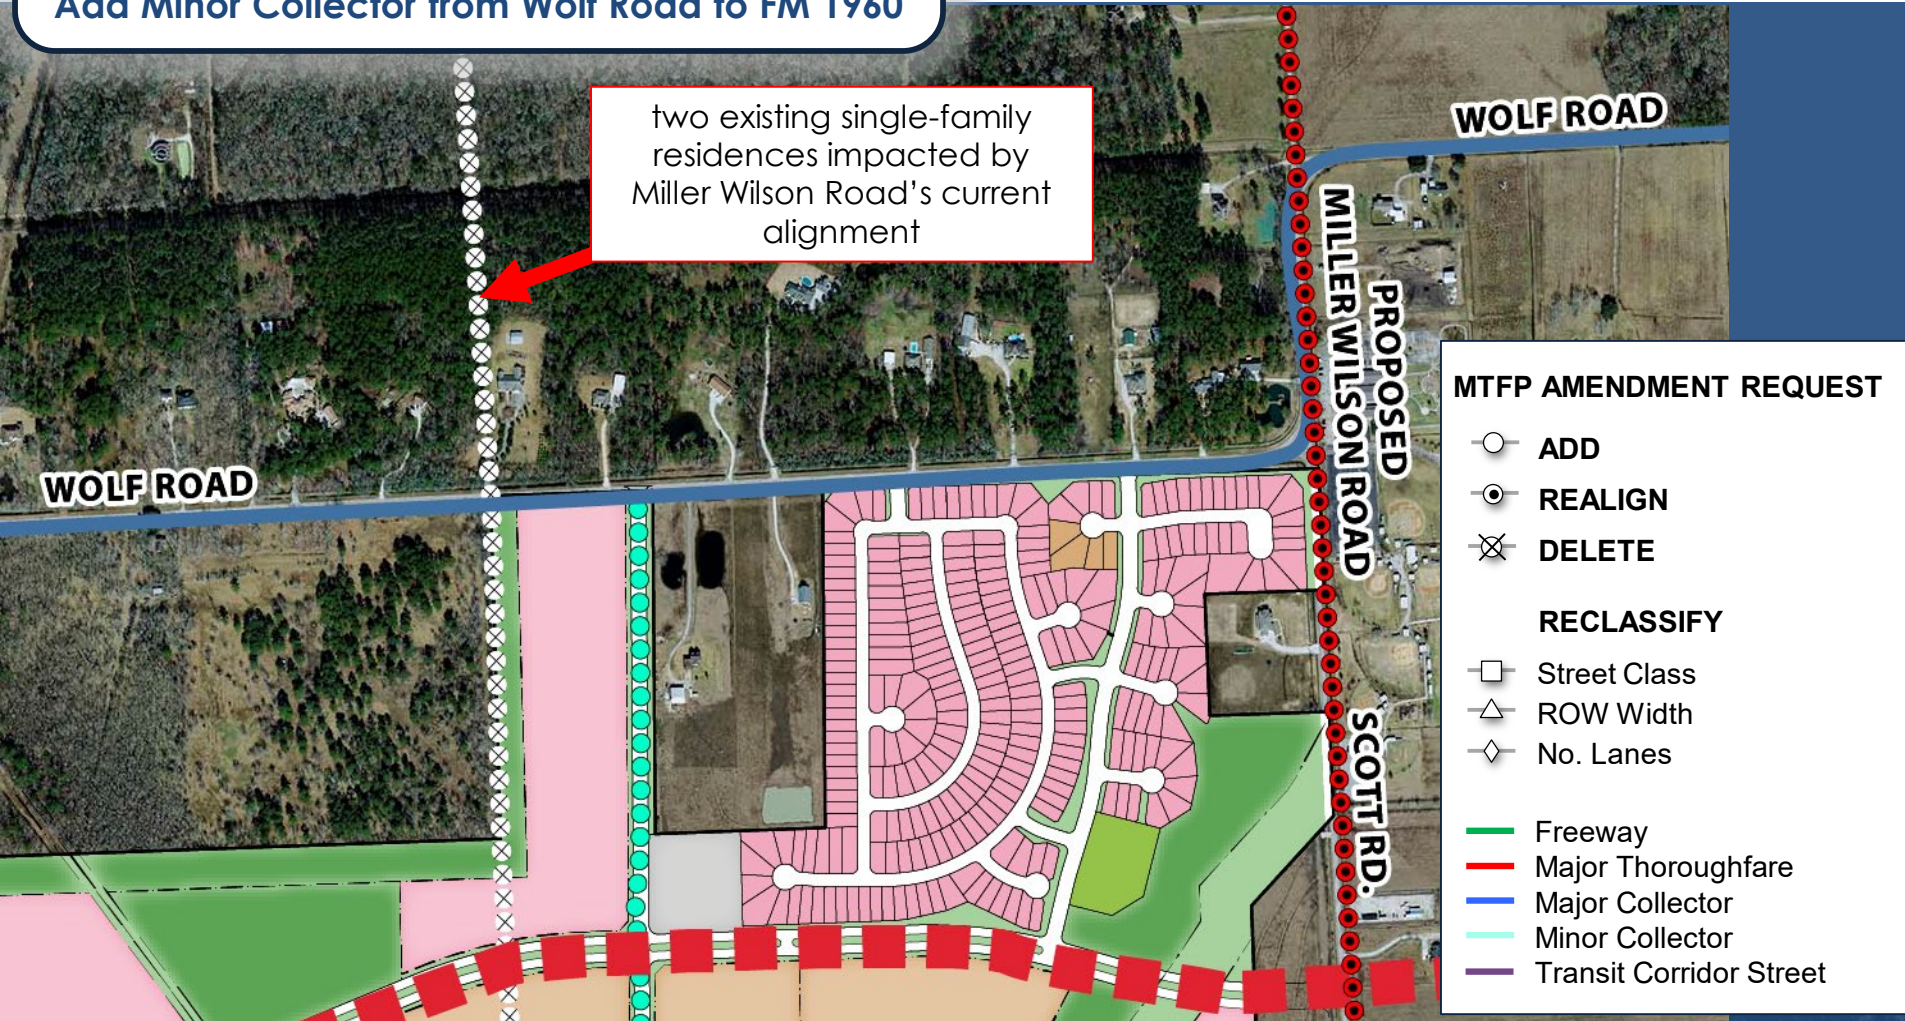 Add Minor Collector from Wolf Road to FM 1960
two existing single-family
residences impacted by
Miller Wilson Road’s current
alignment
WOLF ROAD
WOLF ROAD
PROPOSED
MILLER WILSON ROAD
SCOTT RD.
MTFP AMENDMENT REQUEST
ADD
REALIGN
DELETE
RECLASSIFY
Street Class
ROW Width
No. Lanes
Freeway
Major Thoroughfare
Major Collector
Minor Collector
Transit Corridor Street